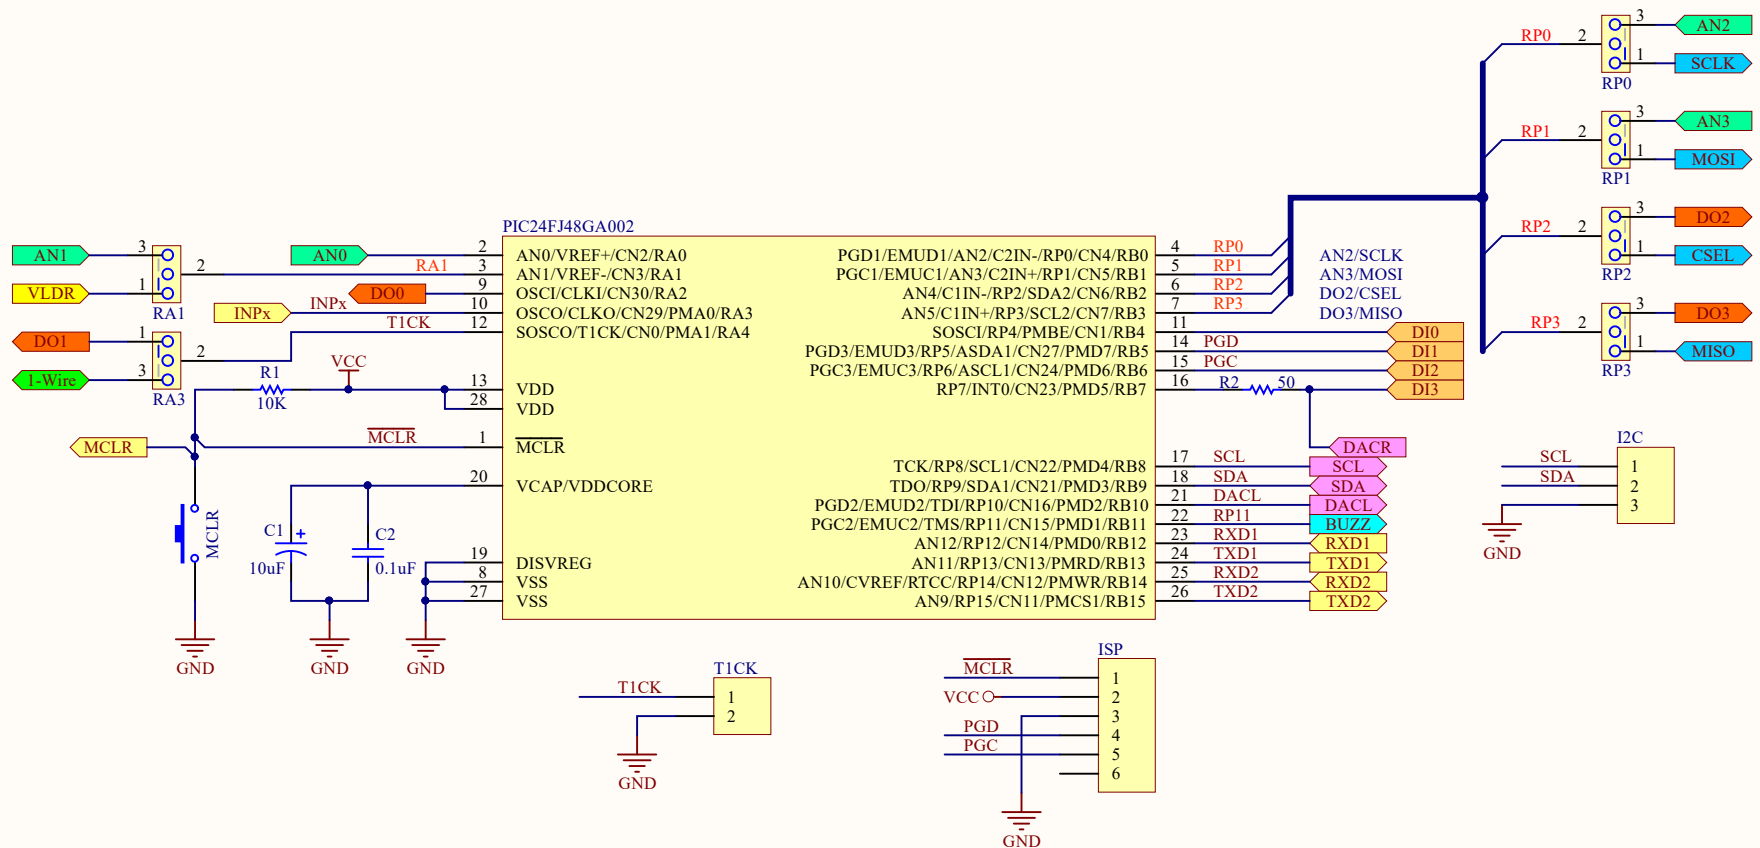 RP0 2 3 AN2
1 SCLK
RP0
RP1 2 3 AN3
1 MOSI
RP1
RP2 2 3 DO2
1 CSEL
RP2
RP3 2 3 DO3
1 MISO
RP3
PIC24FJ48GA002
AN1 3
2 RA1
VLDR 1
RA1
DO1 1
2
1-Wire 3
RA3
AN0 2 AN0/VREF+/CN2/RA0
3 AN1/VREF-/CN3/RA1
DO0 9 OSCI/CLKI/CN30/RA2
INPx INPx 10 OSCO/CLKO/CN29/PMA0/RA3
T1CK 12 SOSCO/T1CK/CN0/PMA1/RA4
VCC
R1
10K
13 VDD
28 VDD
MCLR MCLR 1 MCLR
20 VCAP/VDDCORE
MCLR
C1 +
10uF
C2
0.1uF
19 DISVREG
8 VSS
27 VSS
GND
GND
GND
PGD1/EMUD1/AN2/C2IN-/RP0/CN4/RB0 4 RP0 AN2/SCLK
PGC1/EMUC1/AN3/C2IN+/RP1/CN5/RB1 5 RP1 AN3/MOSI
AN4/C1IN-/RP2/SDA2/CN6/RB2 6 RP2 DO2/CSEL
AN5/C1IN+/RP3/SCL2/CN7/RB3 7 RP3 DO3/MISO
SOSCI/RP4/PMBE/CN1/RB4 11 DI0
PGD3/EMUD3/RP5/ASDA1/CN27/PMD7/RB5 14 PGD DI1
PGC3/EMUC3/RP6/ASCL1/CN24/PMD6/RB6 15 PGC DI2
RP7/INT0/CN23/PMD5/RB7 16 R2 50 DI3
DACR
TCK/RP8/SCL1/CN22/PMD4/RB8 17 SCL SCL
TDO/RP9/SDA1/CN21/PMD3/RB9 18 SDA SDA
PGD2/EMUD2/TDI/RP10/CN16/PMD2/RB10 21 DACL DACL
PGC2/EMUC2/TMS/RP11/CN15/PMD1/RB11 22 RP11 BUZZ
AN12/RP12/CN14/PMD0/RB12 23 RXD1 RXD1
AN11/RP13/CN13/PMRD/RB13 24 TXD1 TXD1
AN10/CVREF/RTCC/RP14/CN12/PMWR/RB14 25 RXD2 RXD2
AN9/RP15/CN11/PMCS1/RB15 26 TXD2 TXD2
I2C
SCL 1
SDA 2
3
GND
T1CK
T1CK 1
2
GND
ISP
MCLR 1
VCC 2
3
PGD 4
PGC 5
6
GND